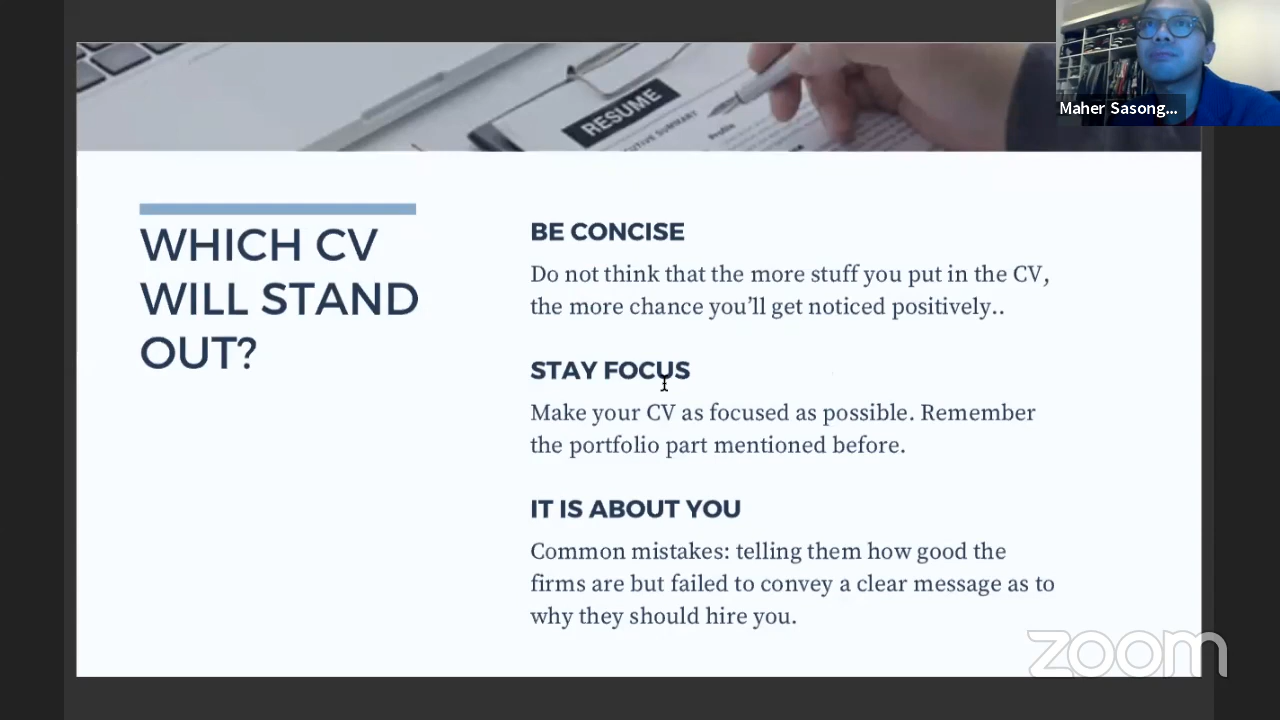 RESUME
EXECUTIVE SUMMARY
Profile
Maher Sasong...
WHICH CV
WILL STAND
OUT?
BE CONCISE
Do not think that the more stuff you put in the CV,
the more chance you’ll get noticed positively..
STAY FOCUS
Make your CV as focused as possible. Remember
the portfolio part mentioned before.
IT IS ABOUT YOU
Common mistakes: telling them how good the
firms are but failed to convey a clear message as to
why they should hire you.
zoom